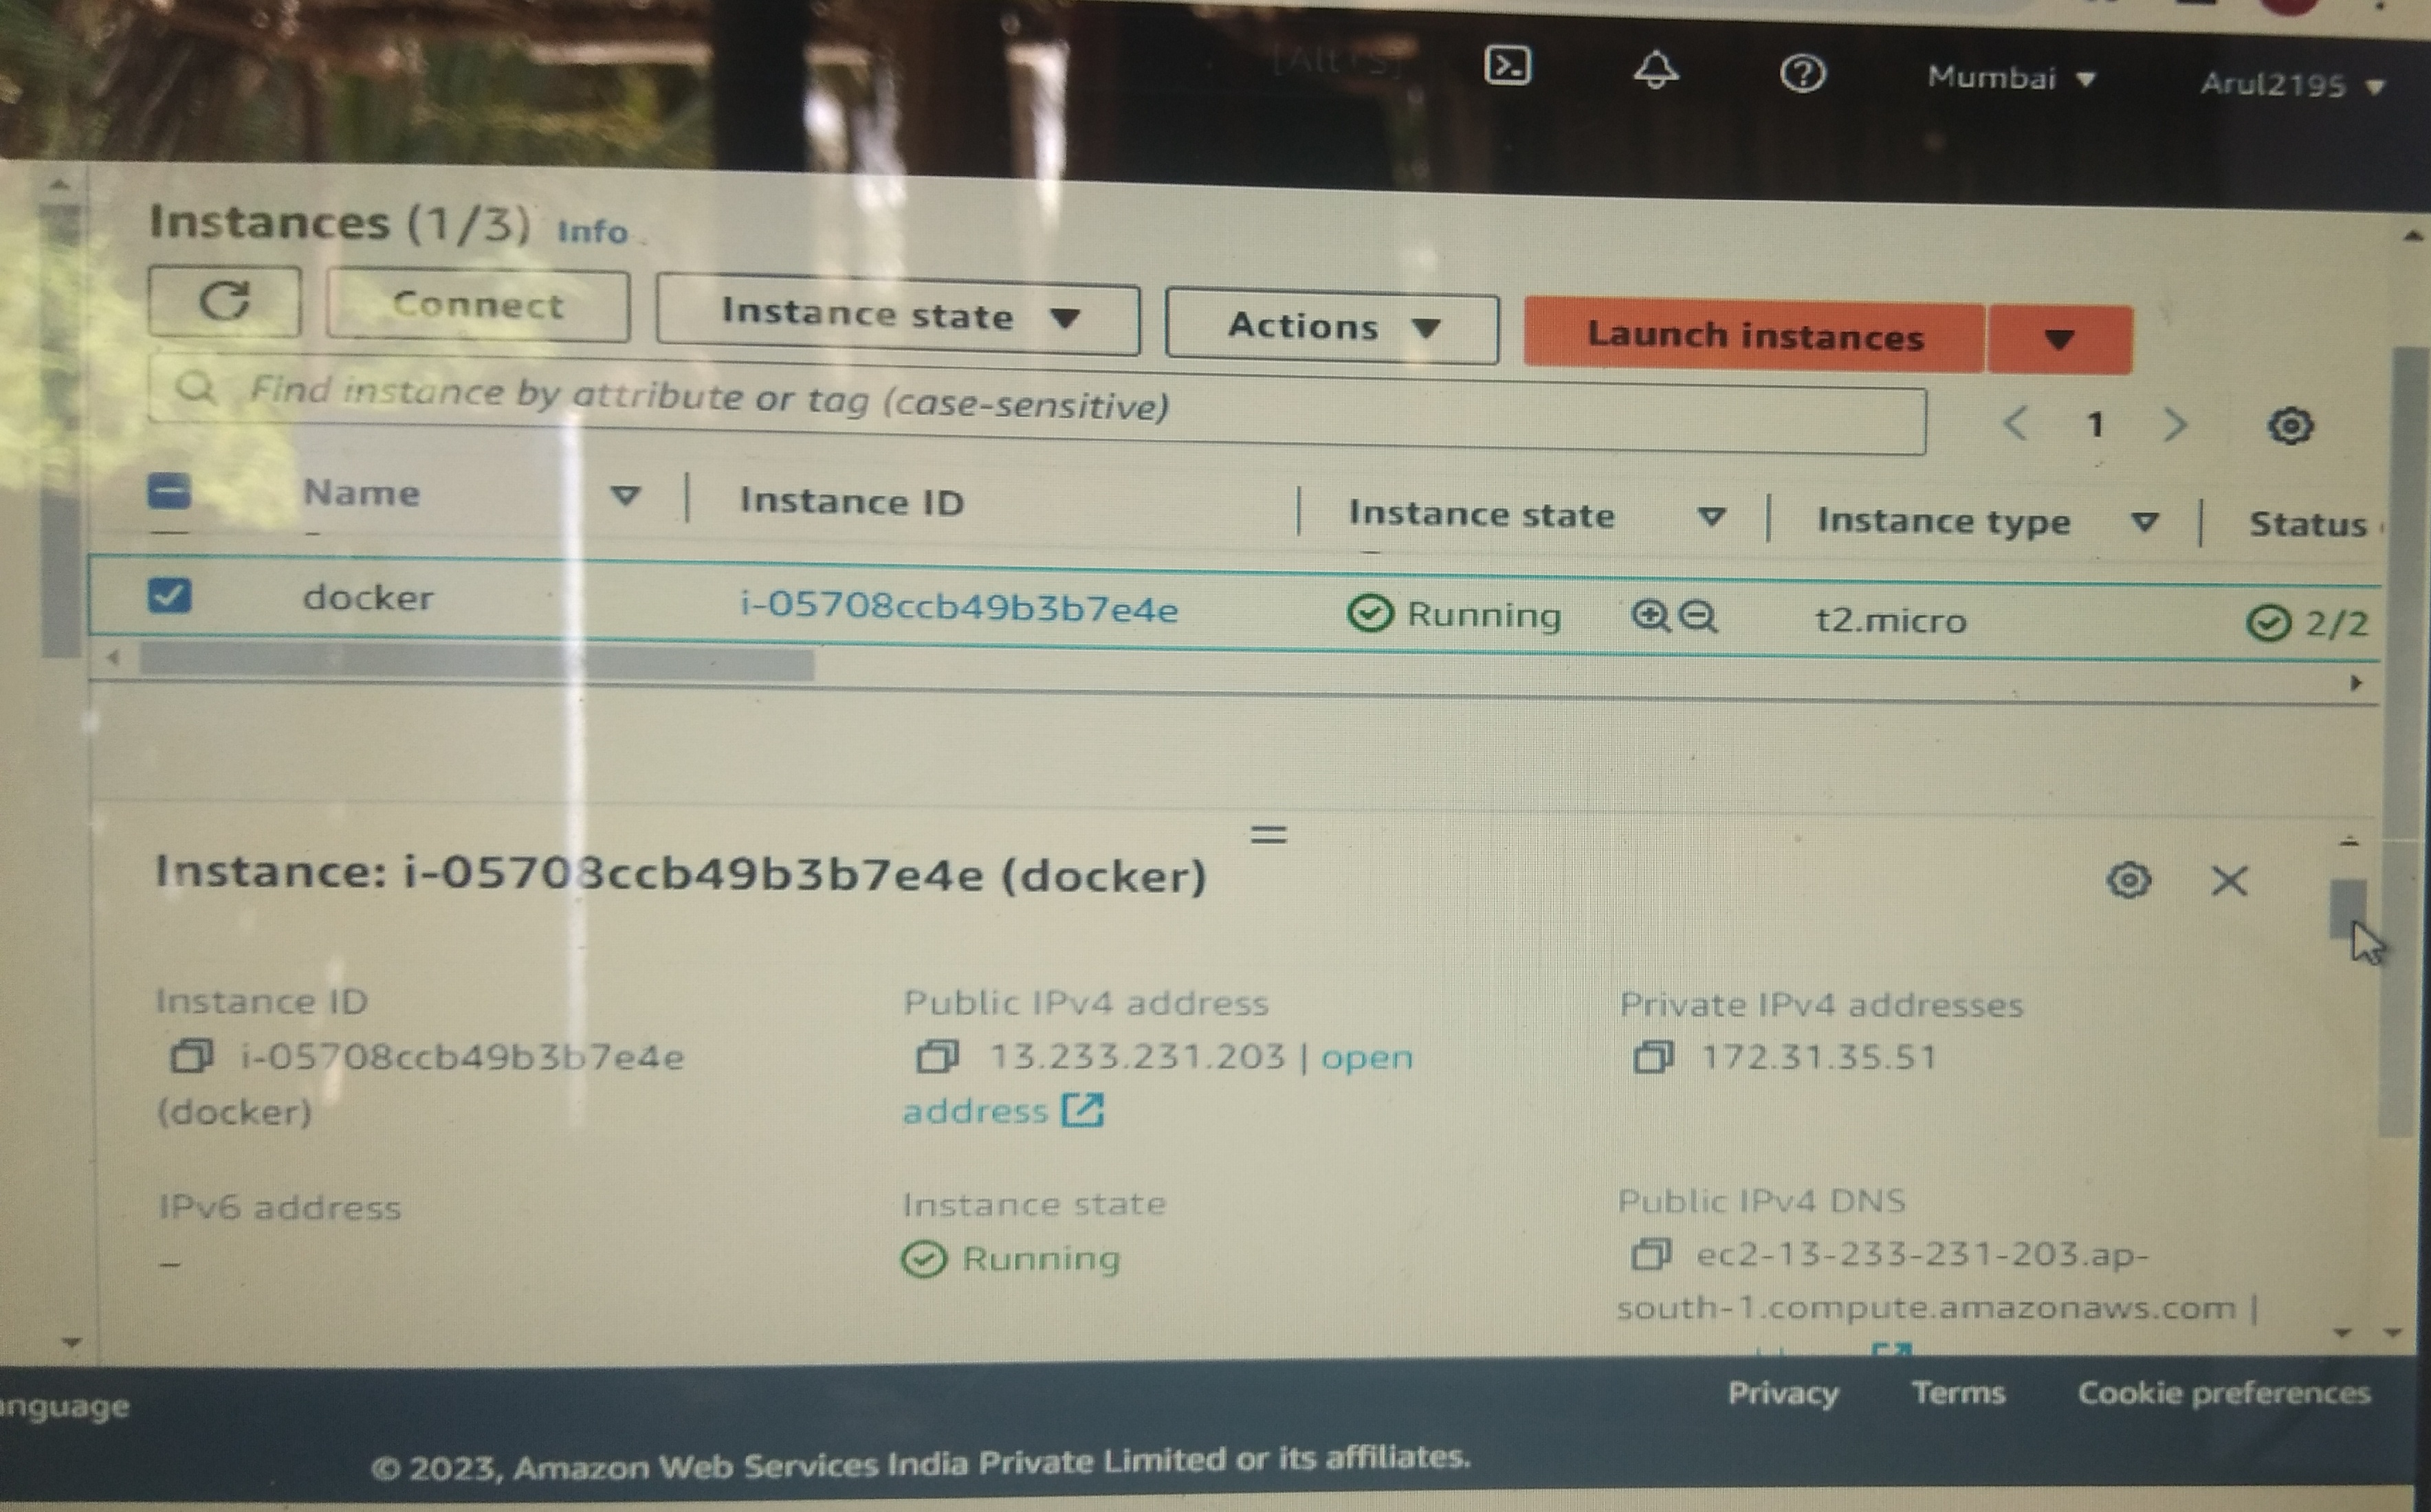 [Alt+S]
Mumbai ▼ Arul2195 ▼
Instances (1/3) Info
Connect Instance state ▼ Actions ▼ Launch instances ▼
Find instance by attribute or tag (case-sensitive)
1
Name Instance ID Instance state Instance type Status
– –
docker i-05708ccb49b3b7e4e Running t2.micro 2/2
Instance: i-05708ccb49b3b7e4e (docker)
Instance ID
i-05708ccb49b3b7e4e
(docker)
Public IPv4 address
13.233.231.203 | open
address
Private IPv4 addresses
172.31.35.51
IPv6 address
–
Instance state
Running
Public IPv4 DNS
ec2-13-233-231-203.ap-
south-1.compute.amazonaws.com |
anguage
Privacy Terms Cookie preferences
© 2023, Amazon Web Services India Private Limited or its affiliates.